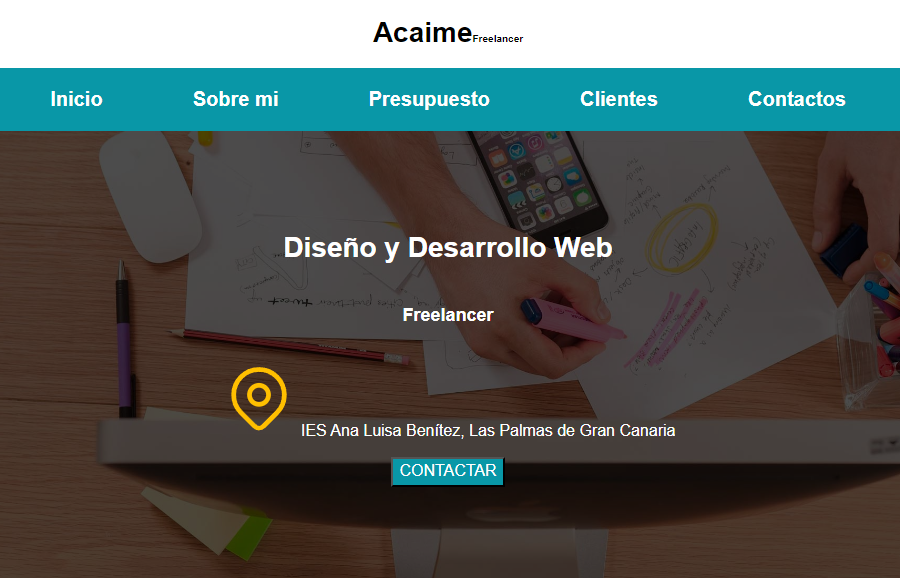 AcaimeFreelancer
Inicio Sobre mi Presupuesto Clientes Contactos
Diseño y Desarrollo Web
Freelancer
IES Ana Luisa Benítez, Las Palmas de Gran Canaria
CONTACTAR